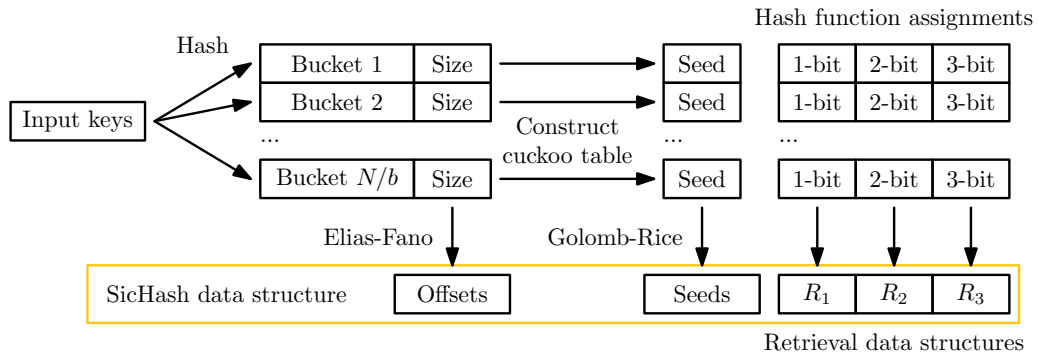 Hash function assignments
Hash
Bucket 1 Size Seed 1-bit 2-bit 3-bit
Bucket 2 Size Seed 1-bit 2-bit 3-bit
Input keys
... ... ...
Construct
cuckoo table
Bucket N/b Size Seed 1-bit 2-bit 3-bit
Elias-Fano Golomb-Rice
SicHash data structure Offsets Seeds R₁ R₂ R₃
Retrieval data structures